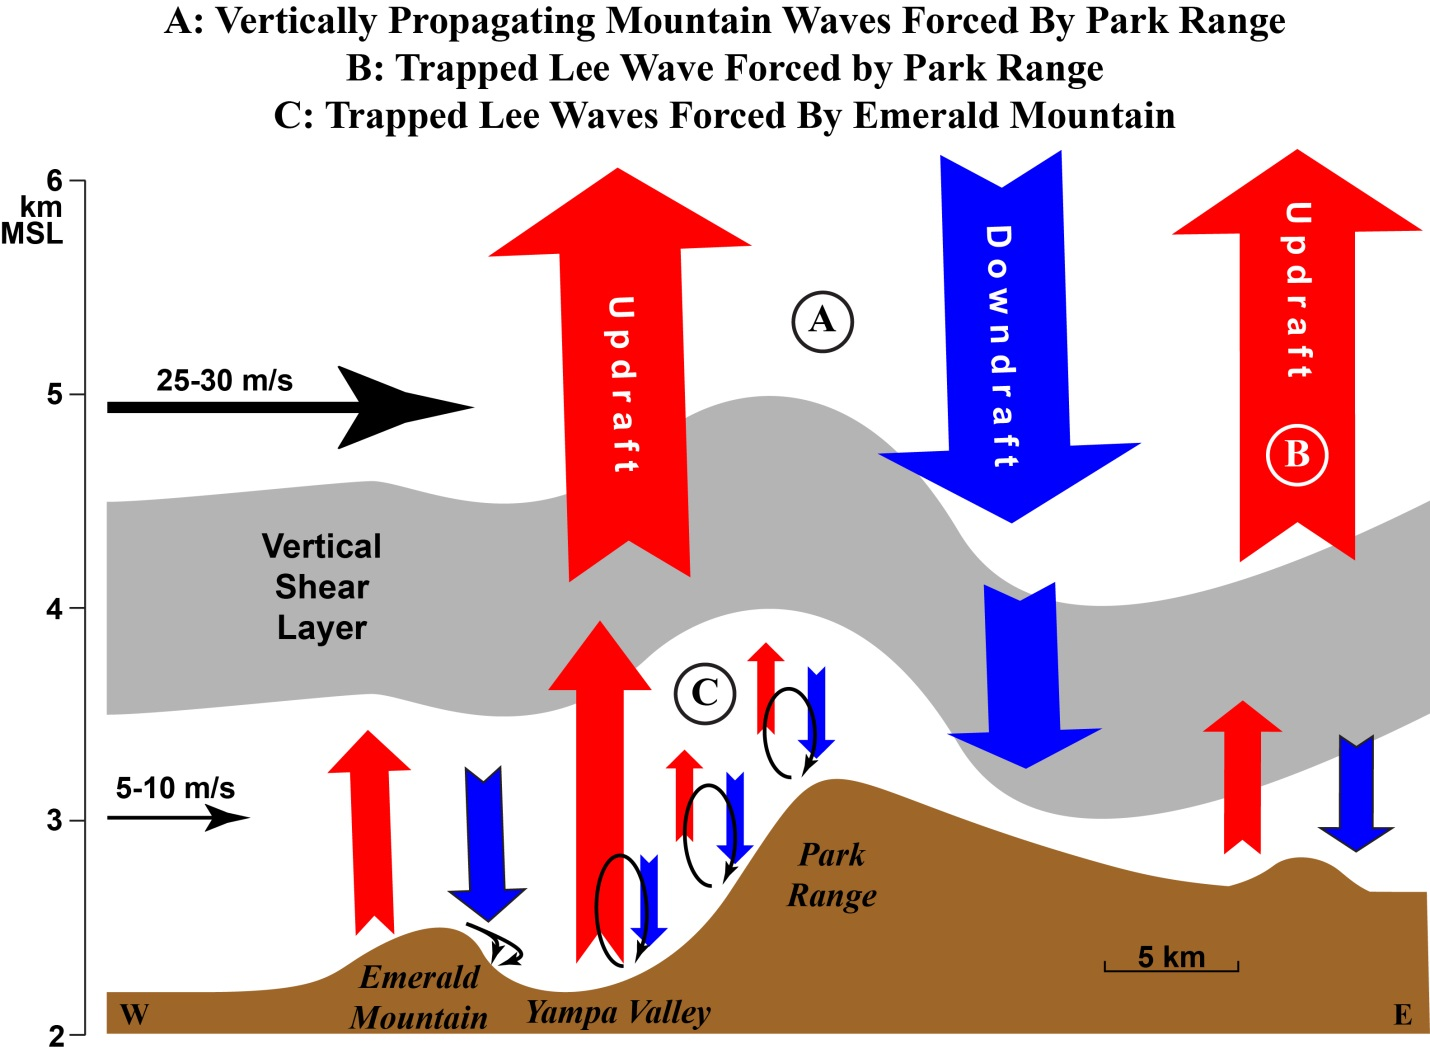 A: Vertically Propagating Mountain Waves Forced By Park Range
B: Trapped Lee Wave Forced by Park Range
C: Trapped Lee Waves Forced By Emerald Mountain
6
km
MSL
Updraft
Downdraft
Updraft
A
25-30 m/s
5
B
Vertical
Shear
Layer
4
C
5-10 m/s
3
Park
Range
5 km
Emerald
Mountain
Yampa Valley
W
E
2